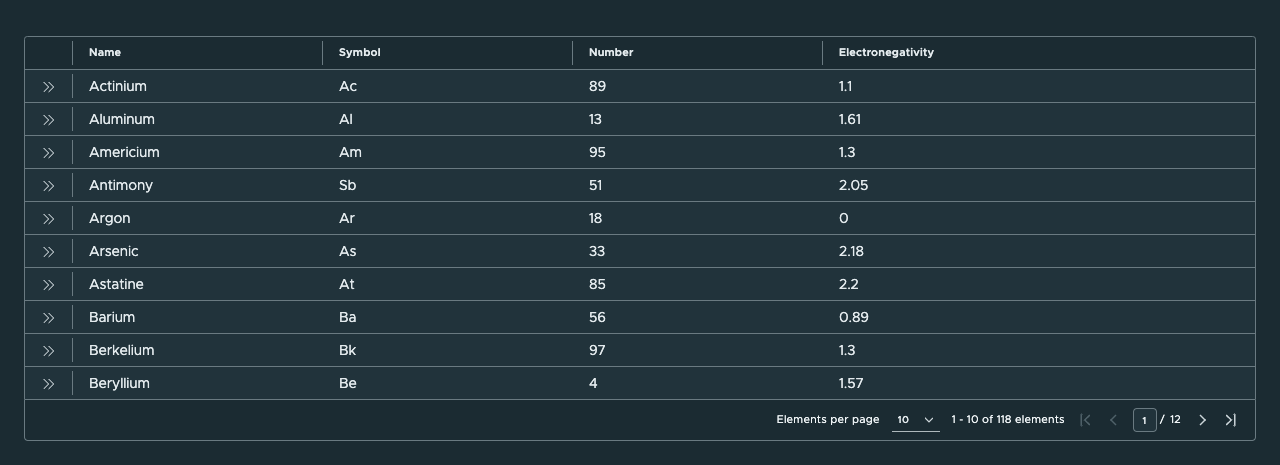 Name Symbol Number Electronegativity
Actinium Ac 89 1.1
Aluminum Al 13 1.61
Americium Am 95 1.3
Antimony Sb 51 2.05
Argon Ar 18 0
Arsenic As 33 2.18
Astatine At 85 2.2
Barium Ba 56 0.89
Berkelium Bk 97 1.3
Beryllium Be 4 1.57
Elements per page 10 1 - 10 of 118 elements 1 / 12